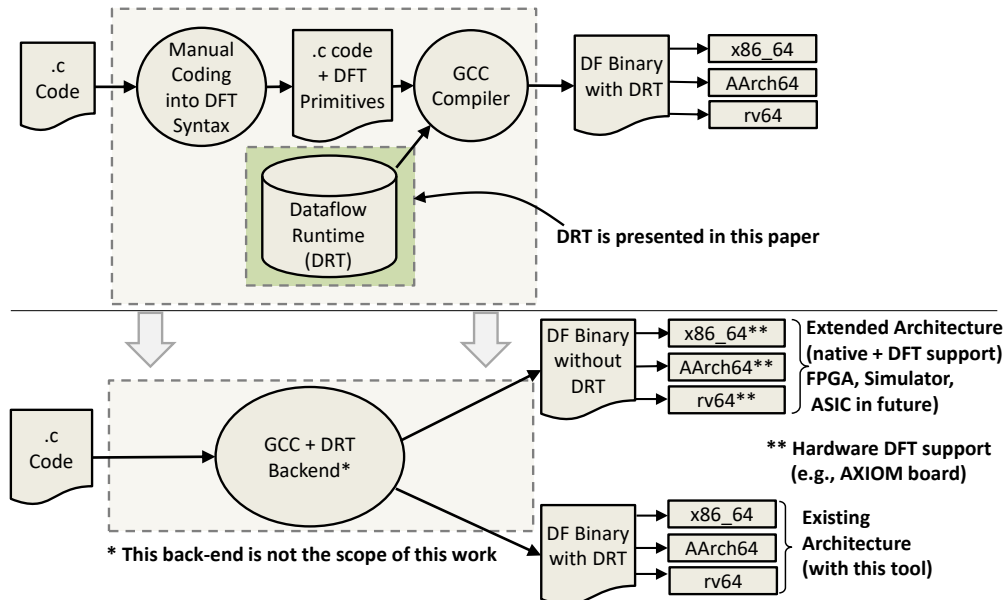 .c
Code
Manual
Coding
into DFT
Syntax
.c code
+ DFT
Primitives
GCC
Compiler
DF Binary
with DRT
x86_64
AArch64
rv64
Dataflow
Runtime
(DRT)
DRT is presented in this paper
.c
Code
GCC + DRT
Backend*
DF Binary
without
DRT
x86_64**
AArch64**
rv64**
Extended Architecture
(native + DFT support)
FPGA, Simulator,
ASIC in future)
** Hardware DFT support
(e.g., AXIOM board)
DF Binary
with DRT
x86_64
AArch64
rv64
Existing
Architecture
(with this tool)
* This back-end is not the scope of this work